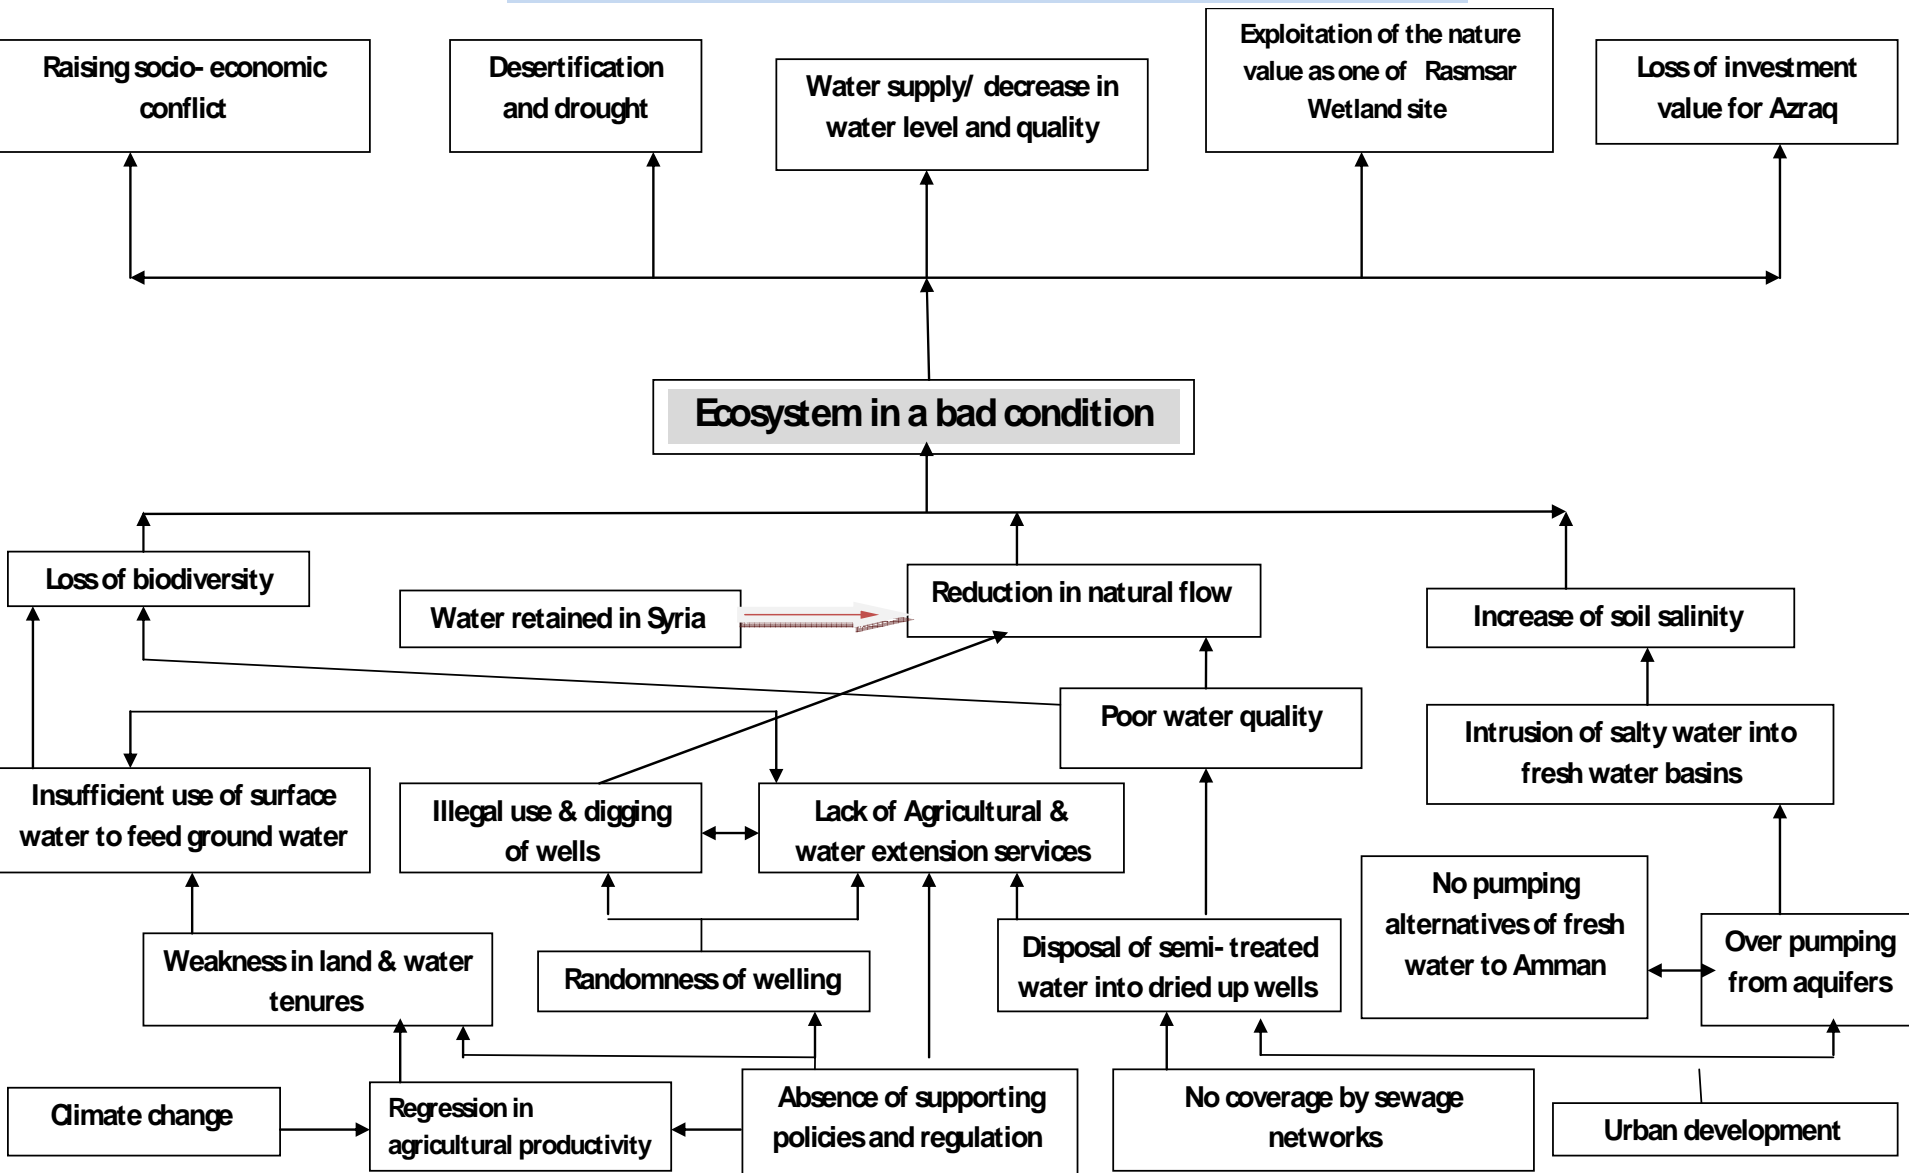 Raising socio- economic
conflict
Desertification
and drought
Water supply/ decrease in
water level and quality
Exploitation of the nature
value as one of Rasmsar
Wetland site
Loss of investment
value for Azraq
Ecosystem in a bad condition
Loss of biodiversity
Water retained in Syria
Reduction in natural flow
Increase of soil salinity
Poor water quality
Intrusion of salty water into
fresh water basins
Insufficient use of surface
water to feed ground water
Illegal use & digging
of wells
Lack of Agricultural &
water extension services
No pumping
alternatives of fresh
water to Amman
Over pumping
from aquifers
Weakness in land & water
tenures
Randomness of welling
Disposal of semi- treated
water into dried up wells
Climate change
Regression in
agricultural productivity
Absence of supporting
policies and regulation
No coverage by sewage
networks
Urban development